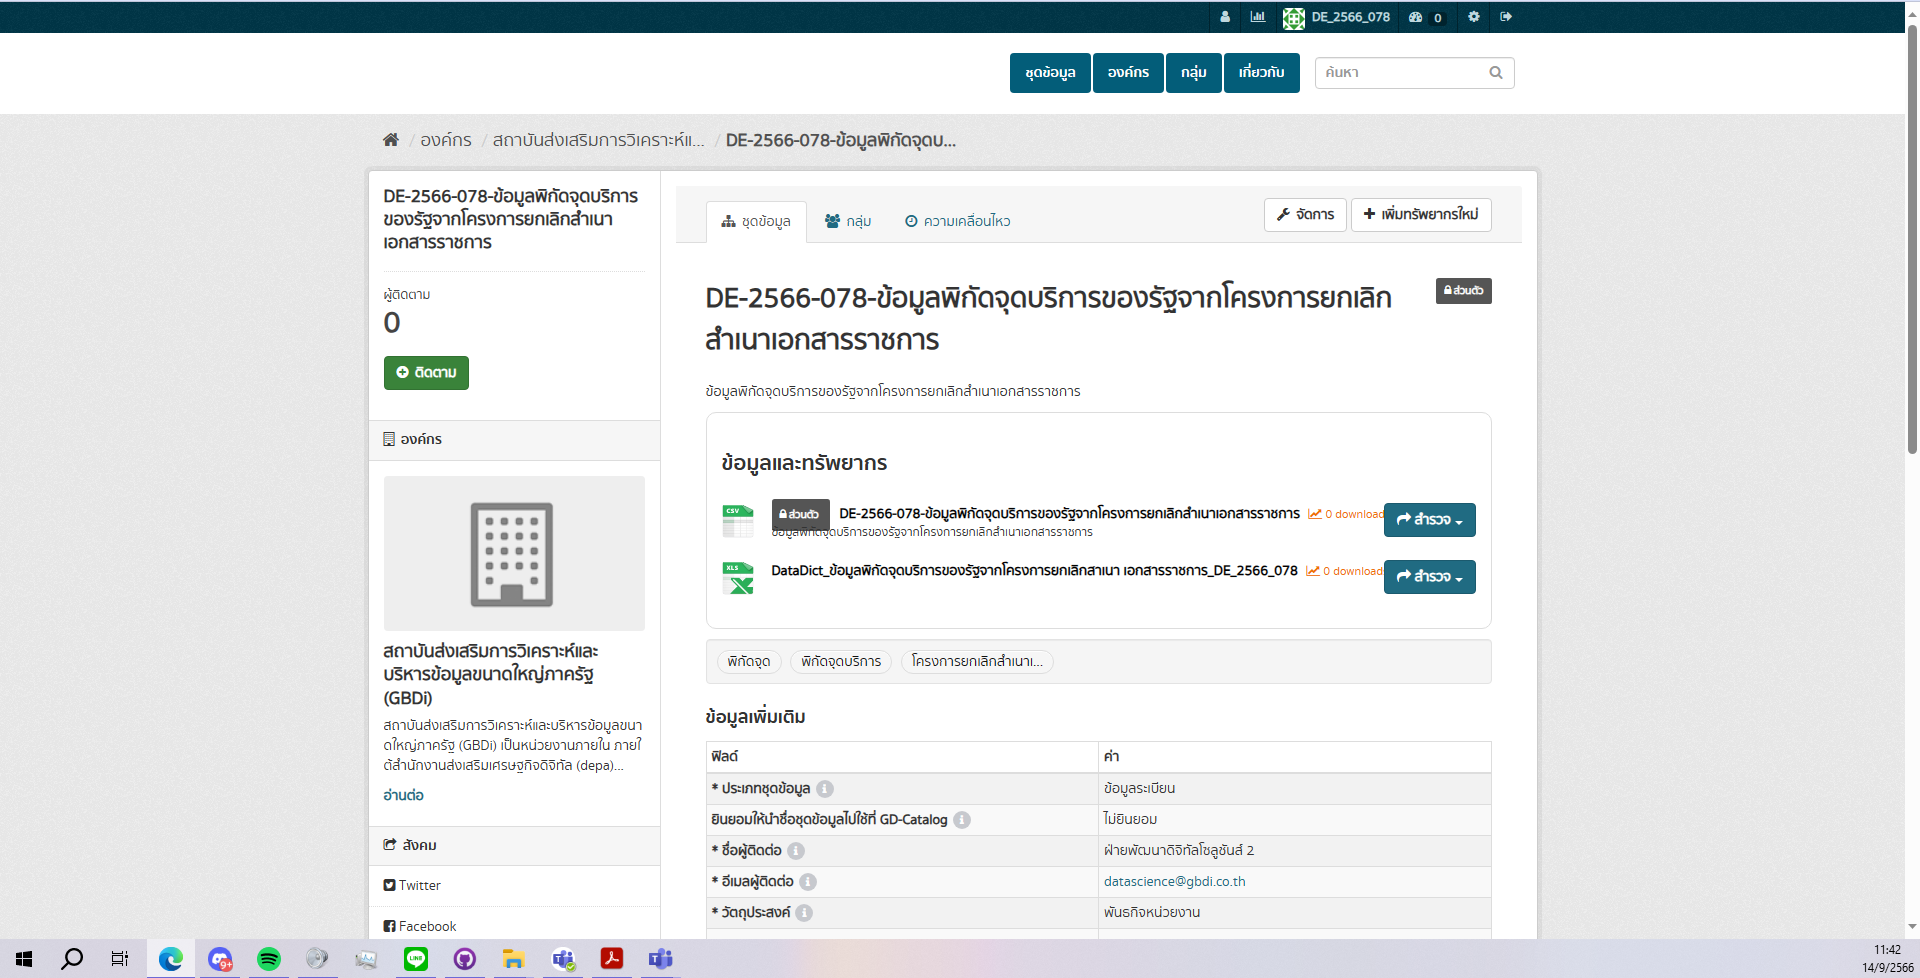 DE_2566_078
0
ชุดข้อมูล
องค์กร
กลุ่ม
เกี่ยวกับ
ค้นหา
/ องค์กร / สถาบันส่งเสริมการวิเคราะห์แ... / DE-2566-078-ข้อมูลพิกัดจุดบ...
DE-2566-078-ข้อมูลพิกัดจุดบริการ
ของรัฐจากโครงการยกเลิกสำเนา
เอกสารราชการ
ผู้ติดตาม
0
ติดตาม
องค์กร
สถาบันส่งเสริมการวิเคราะห์และ
บริหารข้อมูลขนาดใหญ่ภาครัฐ
(GBDi)
สถาบันส่งเสริมการวิเคราะห์และบริหารข้อมูลขนา
ดใหญ่ภาครัฐ (GBDi) เป็นหน่วยงานภายใน ภายใ
ต้สำนักงานส่งเสริมเศรษฐกิจดิจิทัล (depa)...
อ่านต่อ
สังคม
Twitter
Facebook
ชุดข้อมูล
กลุ่ม
ความเคลื่อนไหว
จัดการ
เพิ่มทรัพยากรใหม่
DE-2566-078-ข้อมูลพิกัดจุดบริการของรัฐจากโครงการยกเลิก
สำเนาเอกสารราชการ
ส่วนตัว
ข้อมูลพิกัดจุดบริการของรัฐจากโครงการยกเลิกสำเนาเอกสารราชการ
ข้อมูลและทรัพยากร
CSV
ส่วนตัว
DE-2566-078-ข้อมูลพิกัดจุดบริการของรัฐจากโครงการยกเลิกสำเนาเอกสารราชการ
0 download
สำรวจ
ข้อมูลพิกัดจุดบริการของรัฐจากโครงการยกเลิกสำเนาเอกสารราชการ
XLS
DataDict_ข้อมูลพิกัดจุดบริการของรัฐจากโครงการยกเลิกสาเนา เอกสารราชการ_DE_2566_078
0 download
สำรวจ
พิกัดจุด
พิกัดจุดบริการ
โครงการยกเลิกสำเนาเ...
ข้อมูลเพิ่มเติม
ฟิลด์ ค่า
* ประเภทชุดข้อมูล ข้อมูลระเบียน
ยินยอมให้นำชื่อชุดข้อมูลไปใช้ที่ GD-Catalog ไม่ยินยอม
* ชื่อผู้ติดต่อ ฝ่ายพัฒนาดิจิทัลโซลูชันส์ 2
* อีเมลผู้ติดต่อ datascience@gbdi.co.th
* วัตถุประสงค์ พันธกิจหน่วยงาน
9+
LINE
11:42
14/9/2566